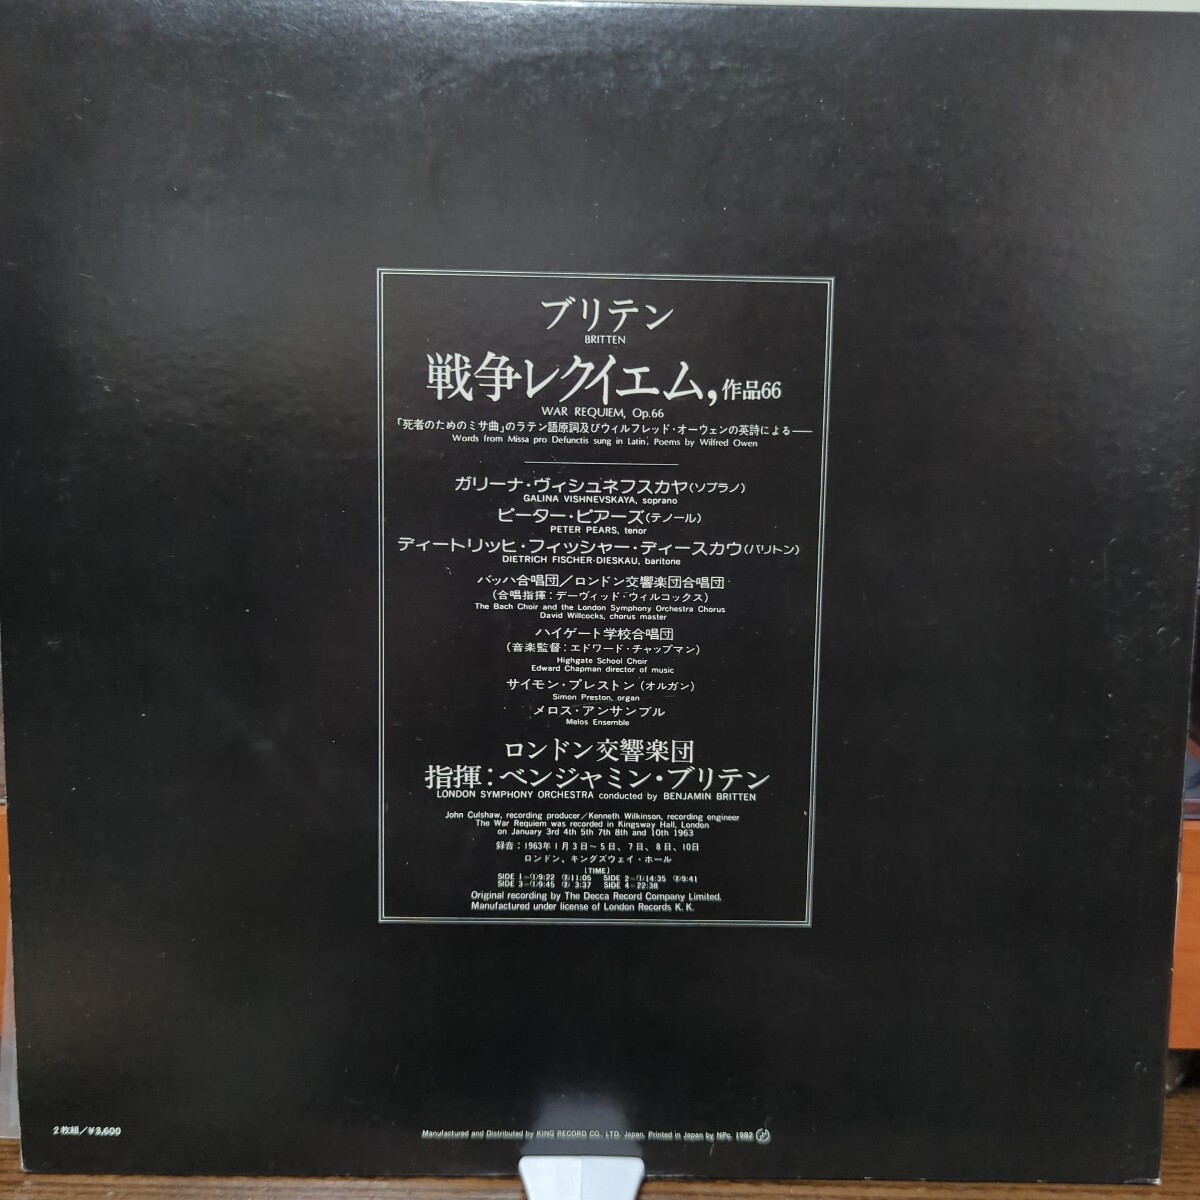 ブリテン
BRITTEN
戦争レクイエム,作品66
WAR REQUIEM, Op.66
「死者のためのミサ曲」のラテン語原詞及びウィルフレッド・オーウェンの英詩による——
Words from Missa pro Defunctis sung in Latin; Poems by Wilfred Owen
ガリーナ・ヴィシュネフスカヤ(ソプラノ)
GALINA VISHNEVSKAYA, soprano
ピーター・ピアーズ(テノール)
PETER PEARS, tenor
ディートリッヒ・フィッシャー・ディースカウ(バリトン)
DIETRICH FISCHER-DIESKAU, baritone
バッハ合唱団/ロンドン交響楽団合唱団
(合唱指揮:デーヴィッド・ウィルコックス)
The Bach Choir and the London Symphony Orchestra Chorus
David Willcocks, chorus master
ハイゲート学校合唱団
(音楽監督:エドワード・チャップマン)
Highgate School Choir
Edward Chapman director of music
サイモン・プレストン(オルガン)
Simon Preston, organ
メロス・アンサンブル
Melos Ensemble
ロンドン交響楽団
指揮:ベンジャミン・ブリテン
LONDON SYMPHONY ORCHESTRA conducted by BENJAMIN BRITTEN
John Culshaw, recording producer/Kenneth Wilkinson, recording engineer
The War Requiem was recorded in Kingsway Hall, London
on January 3rd 4th 5th 7th 8th and 10th 1963
録音:1963年1月3日~5日、7日、8日、10日
ロンドン、キングズウェイ・ホール
[TIME]
SIDE 1=(1)9:22 (2)11:05 SIDE 2=(1)14:35 (2)9:41
SIDE 3=(1)9:45 (2) 3:37 SIDE 4=22:38
Original recording by The Decca Record Company Limited.
Manufactured under license of London Records K.K.
2枚組/¥3,600
Manufactured and Distributed by KING RECORD CO., LTD. Japan, Printed in Japan by NPc. 1982